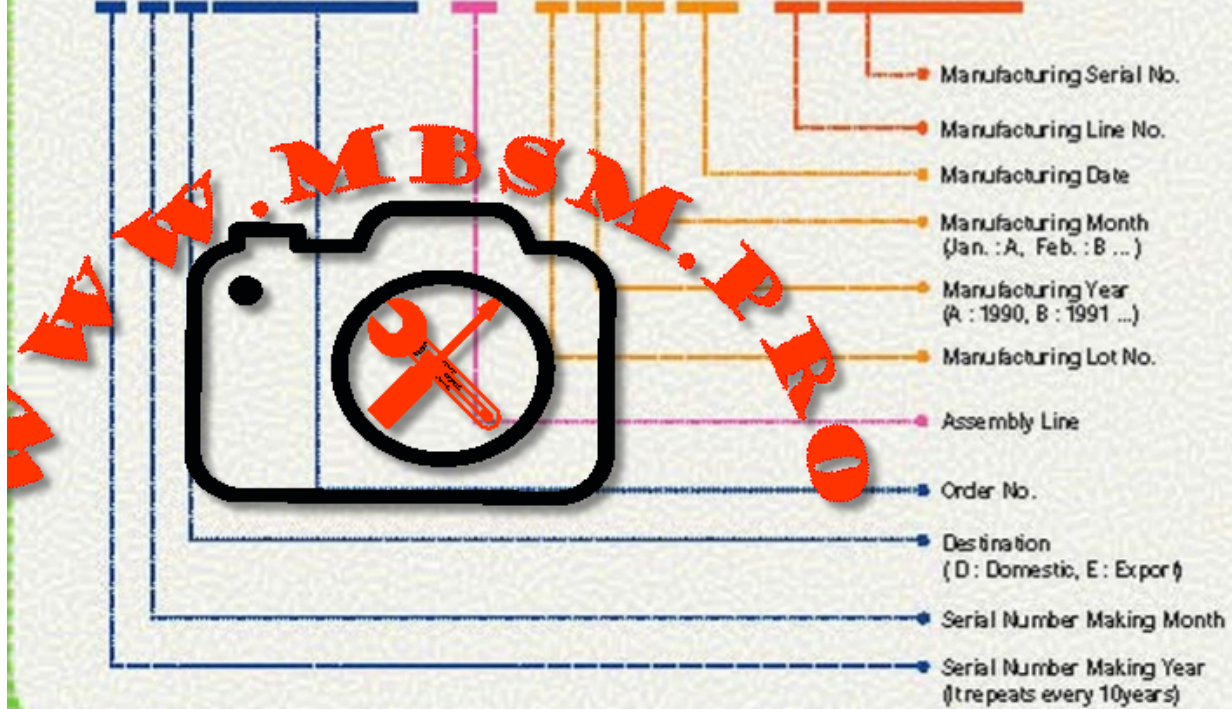 Manufacturing Serial No.
Manufacturing Line No.
WWW.MBSM.PRO
Manufacturing Date
Manufacturing Month
(Jan. : A, Feb. : B ... )
Manufacturing Year
(A : 1990, B : 1991 ...)
Manufacturing Lot No.
Assembly Line
Order No.
Destination
( D : Domestic, E : Export)
Serial Number Making Month
Serial Number Making Year
(It repeats every 10years)